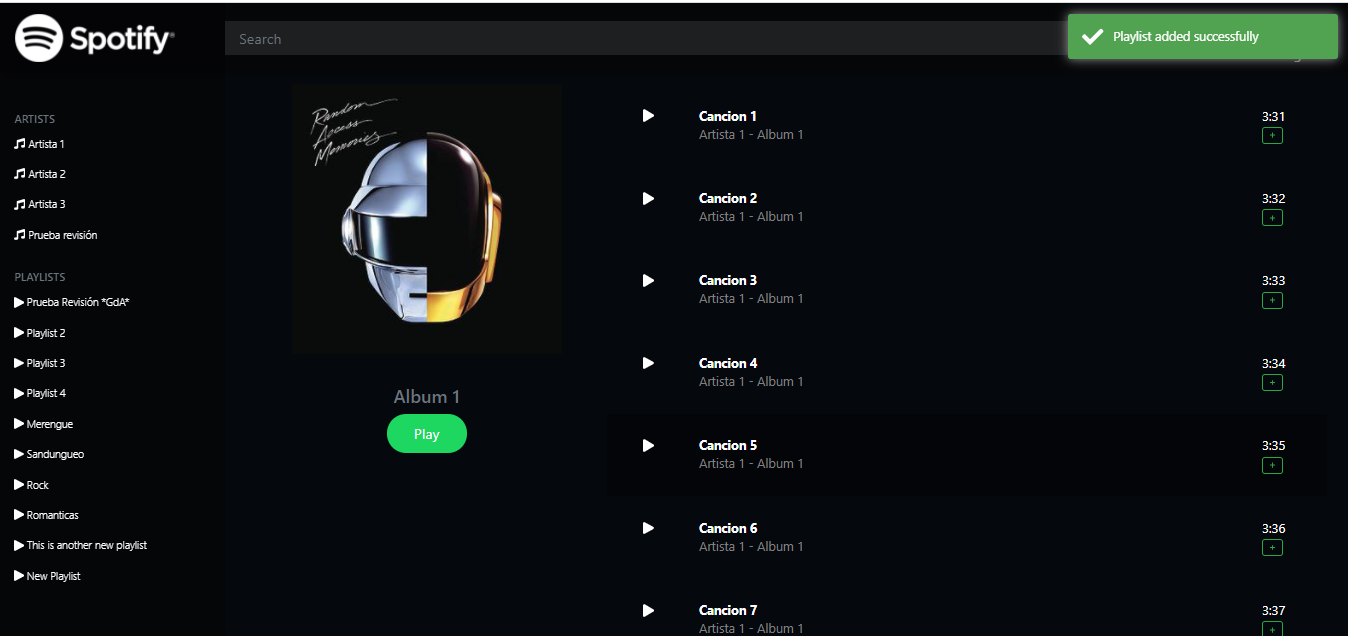 Spotify®
Search
Playlist added successfully
ARTISTS
Artista 1
Artista 2
Artista 3
Prueba revisión
PLAYLISTS
Prueba Revisión *GdA*
Playlist 2
Playlist 3
Playlist 4
Merengue
Sandungueo
Rock
Romanticas
This is another new playlist
New Playlist
Random
Access
Memories
Album 1
Play
Cancion 1
Artista 1 - Album 1
3:31
+
Cancion 2
Artista 1 - Album 1
3:32
+
Cancion 3
Artista 1 - Album 1
3:33
+
Cancion 4
Artista 1 - Album 1
3:34
+
Cancion 5
Artista 1 - Album 1
3:35
+
Cancion 6
Artista 1 - Album 1
3:36
+
Cancion 7
Artista 1 - Album 1
3:37
+